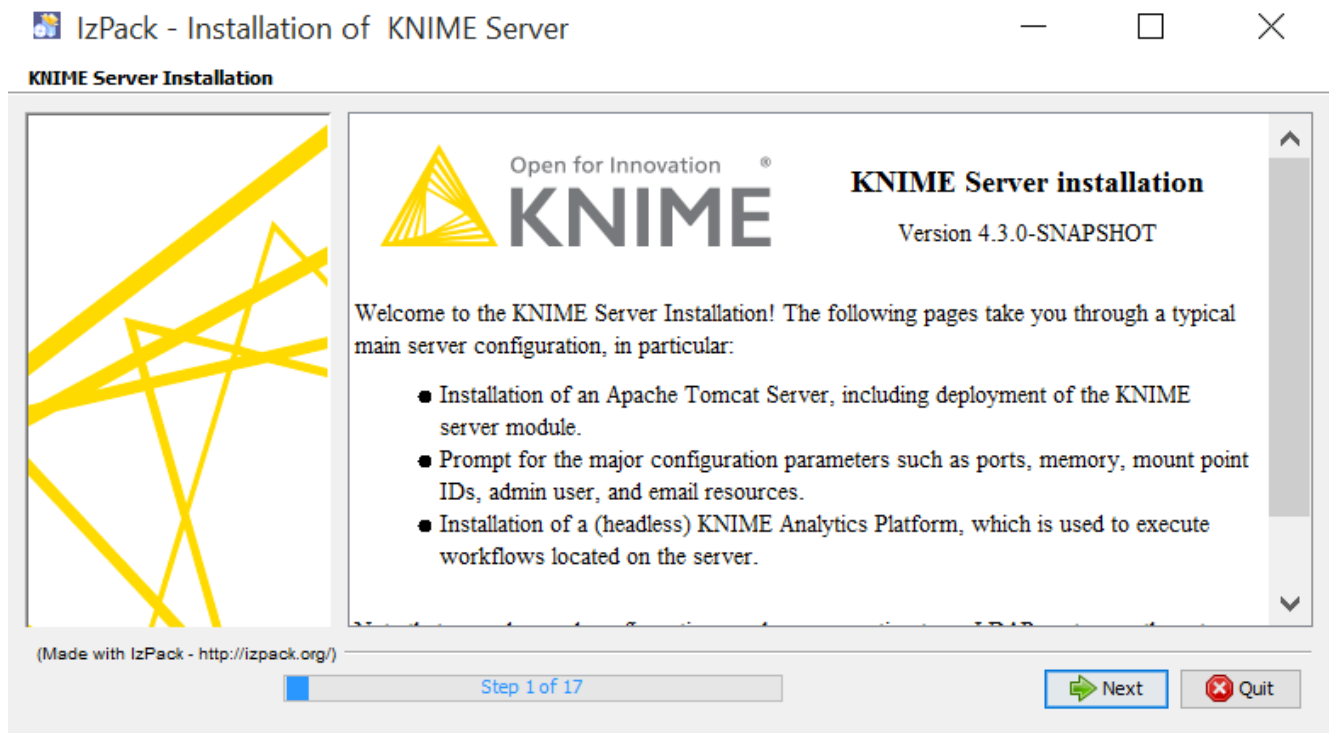 IzPack - Installation of  KNIME Server
KNIME Server Installation
Open for Innovation ®
KNIME
KNIME Server installation
Version 4.3.0-SNAPSHOT
Welcome to the KNIME Server Installation! The following pages take you through a typical
main server configuration, in particular:
● Installation of an Apache Tomcat Server, including deployment of the KNIME
server module.
● Prompt for the major configuration parameters such as ports, memory, mount point
IDs, admin user, and email resources.
● Installation of a (headless) KNIME Analytics Platform, which is used to execute
workflows located on the server.
(Made with IzPack - http://izpack.org/)
Step 1 of 17
Next
Quit